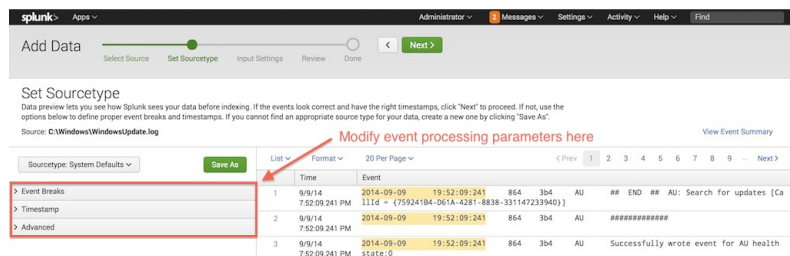 splunk> Apps Administrator 2 Messages Settings Activity Help Find
Add Data
Select Source Set Sourcetype Input Settings Review Done
< Next >
Set Sourcetype
Data preview lets you see how Splunk sees your data before indexing. If the events look correct and have the right timestamps, click "Next" to proceed. If not, use the
options below to define proper event breaks and timestamps. If you cannot find an appropriate source type for your data, create a new one by clicking "Save As".
Source: C:\Windows\WindowsUpdate.log
Modify event processing parameters here
View Event Summary
Sourcetype: System Defaults Save As
List Format 20 Per Page < Prev 1 2 3 4 5 6 7 8 9 ... Next >
> Event Breaks
> Timestamp
> Advanced
Time Event
1 9/9/14 2014-09-09 19:52:09:241 864 3b4 AU ## END ## AU: Search for updates [Ca
7:52:09.241 PM llId = {759241B4-D61A-4281-8838-331147233940}]
2 9/9/14 2014-09-09 19:52:09:241 864 3b4 AU #############
7:52:09.241 PM
3 9/9/14 2014-09-09 19:52:09:241 864 3b4 AU Successfully wrote event for AU health
7:52:09.241 PM state:0